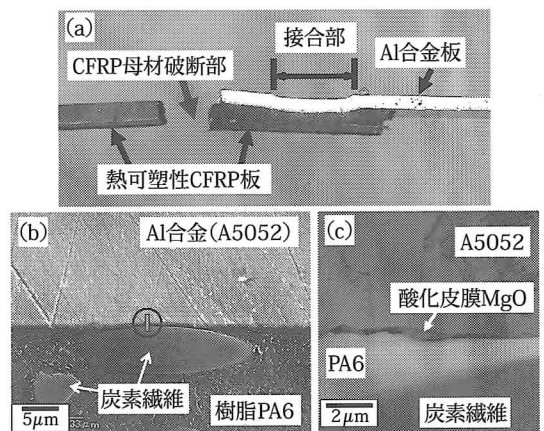 (a)
接合部
Al合金板
CFRP母材破断部
熱可塑性CFRP板
(b)
Al合金(A5052)
炭素繊維
樹脂PA6
5μm
33μm
(c)
A5052
酸化皮膜MgO
PA6
2μm
炭素繊維